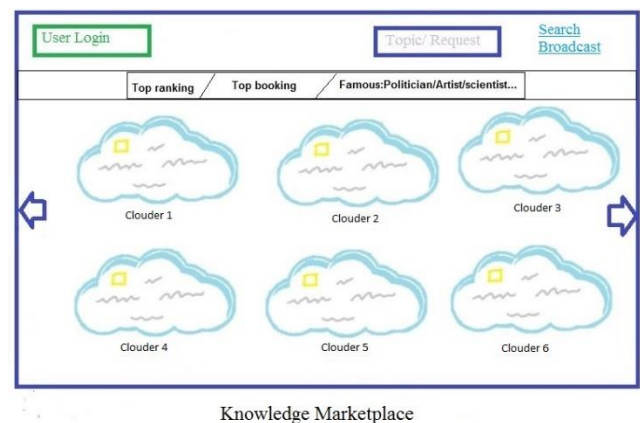 User Login
Topic/ Request
Search
Broadcast
Top ranking
Top booking
Famous:Politician/Artist/scientist...
Clouder 1
Clouder 2
Clouder 3
Clouder 4
Clouder 5
Clouder 6
Knowledge Marketplace